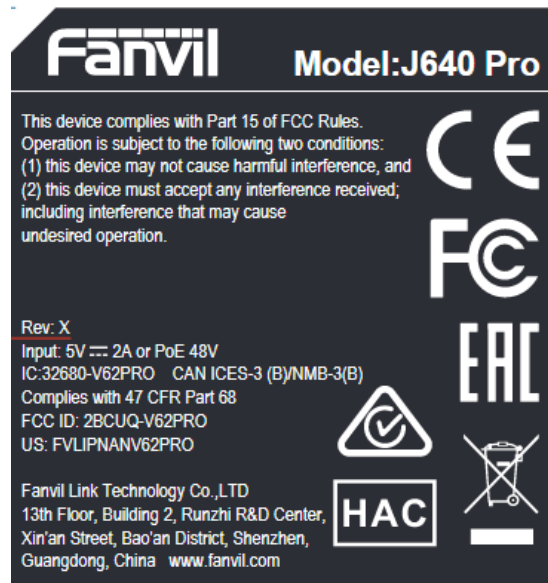 Fanvil
Model:J640 Pro
This device complies with Part 15 of FCC Rules.
Operation is subject to the following two conditions:
(1) this device may not cause harmful interference, and
(2) this device must accept any interference received;
including interference that may cause
undesired operation.
CE
FC
Rev: X
Input: 5V ⎓ 2A or PoE 48V
IC:32680-V62PRO CAN ICES-3 (B)/NMB-3(B)
Complies with 47 CFR Part 68
FCC ID: 2BCUQ-V62PRO
US: FVLIPNANV62PRO
EAC
Fanvil Link Technology Co.,LTD
13th Floor, Building 2, Runzhi R&D Center,
Xin'an Street, Bao'an District, Shenzhen,
Guangdong, China www.fanvil.com
HAC